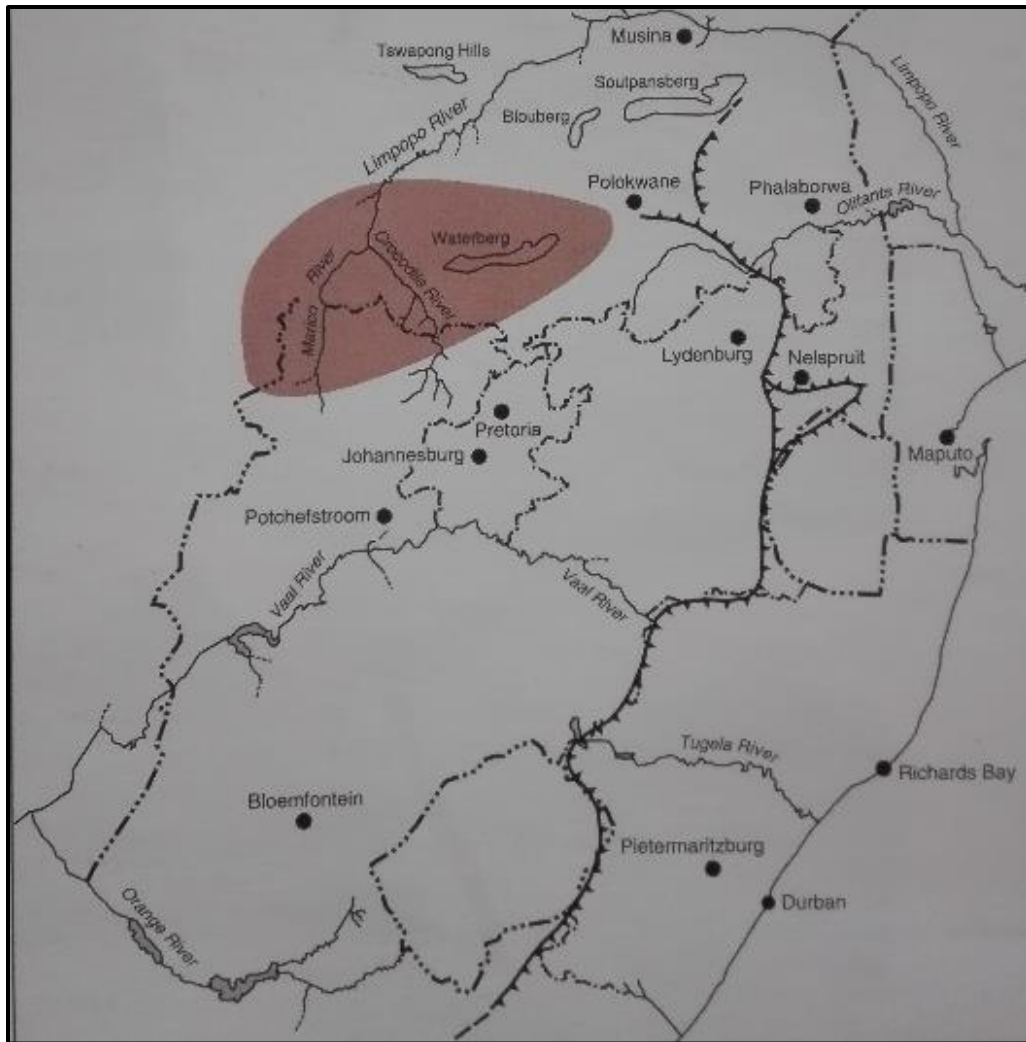 Musina
Tswapong Hills
Soutpansberg
Blouberg
Limpopo River
Limpopo River
Polokwane
Phalaborwa
Olifants River
Waterberg
Crocodile River
Marico River
Lydenburg
Nelspruit
Pretoria
Johannesburg
Maputo
Potchefstroom
Vaal River
Vaal River
Tugela River
Richards Bay
Bloemfontein
Pietermaritzburg
Durban
Orange River